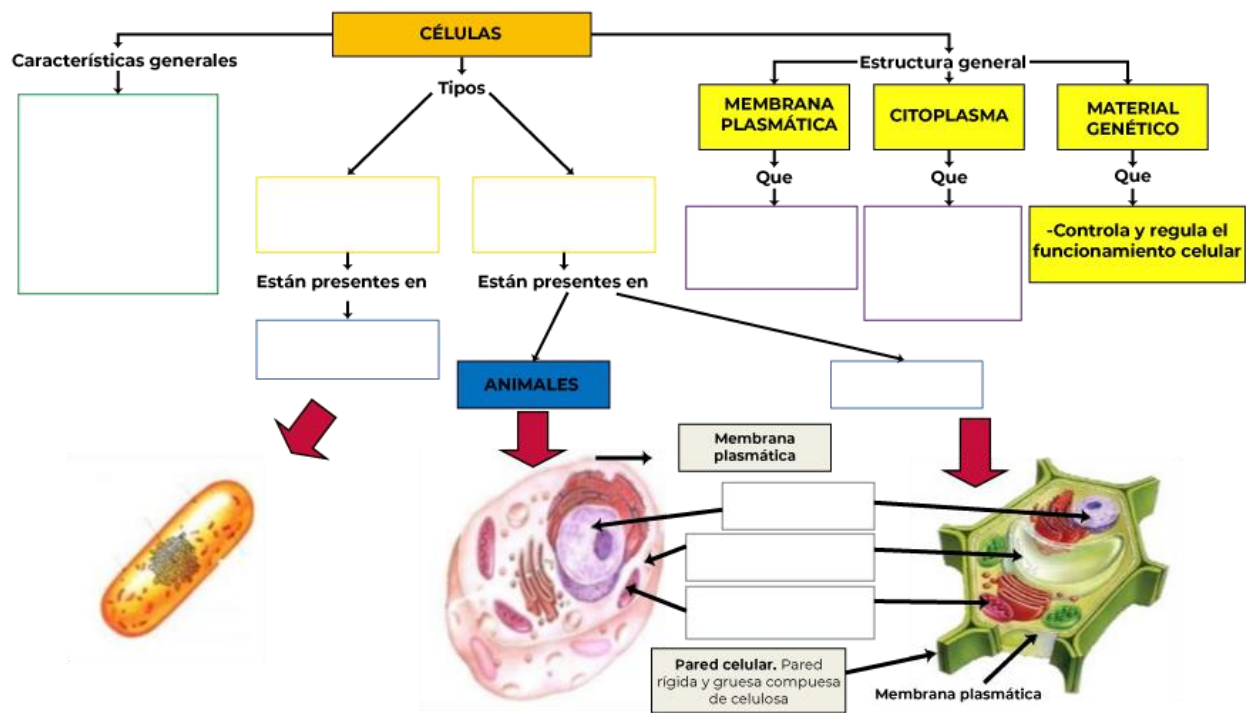 CÉLULAS
Características generales
Tipos
Estructura general
MEMBRANA
PLASMÁTICA
CITOPLASMA
MATERIAL
GENÉTICO
Que
Que
Que
-Controla y regula el
funcionamiento celular
Están presentes en
Están presentes en
ANIMALES
Membrana
plasmática
Pared celular. Pared
rígida y gruesa compuesa
de celulosa
Membrana plasmática